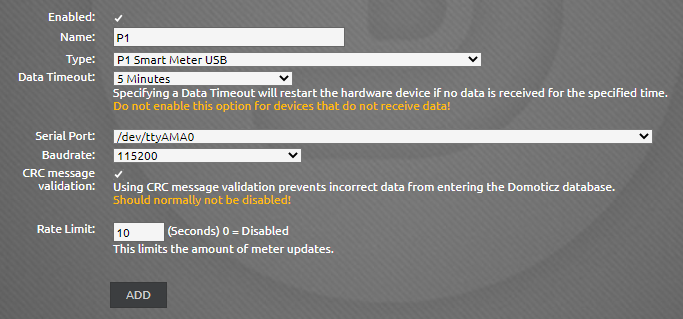 Enabled:
Name: P1
Type: P1 Smart Meter USB
Data Timeout: 5 Minutes
Specifying a Data Timeout will restart the hardware device if no data is received for the specified time.
Do not enable this option for devices that do not receive data!
Serial Port: /dev/ttyAMA0
Baudrate: 115200
CRC message
validation:
Using CRC message validation prevents incorrect data from entering the Domoticz database.
Should normally not be disabled!
Rate Limit: 10 (Seconds) 0 = Disabled
This limits the amount of meter updates.
ADD